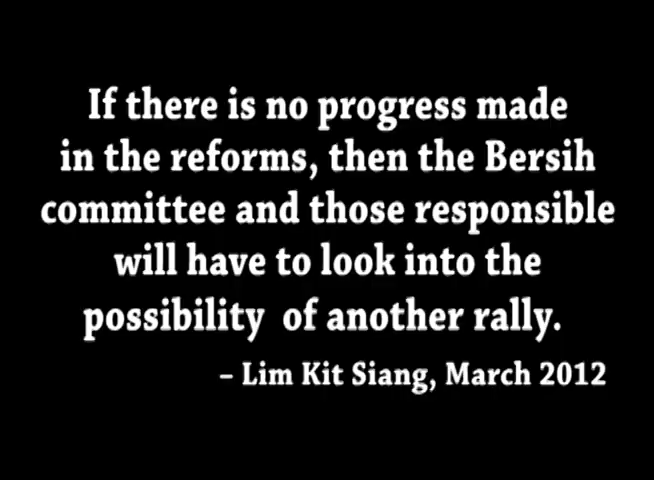 If there is no progress made
in the reforms, then the Bersih
committee and those responsible
will have to look into the
possibility of another rally.
– Lim Kit Siang, March 2012